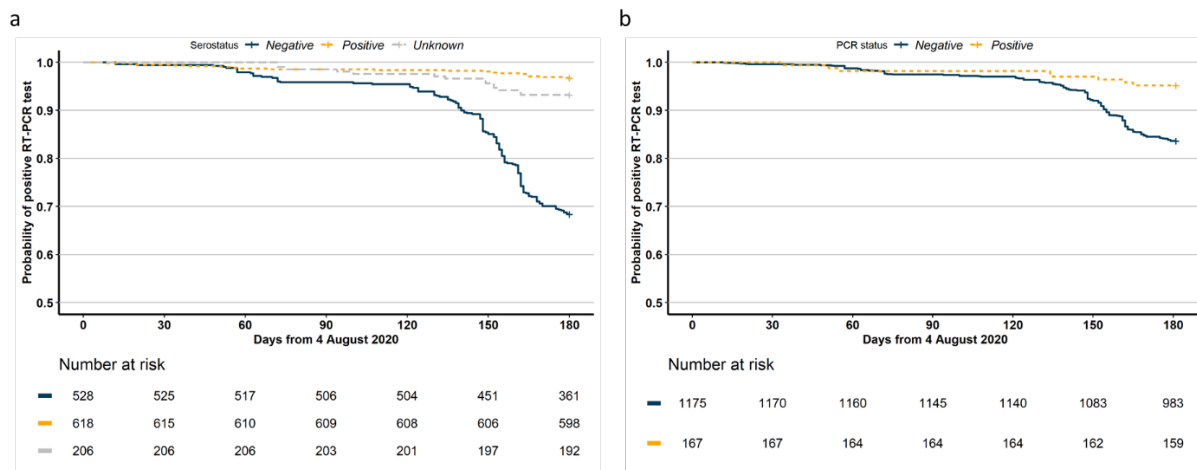 a
Serostatus Negative Positive Unknown
1.0
0.9
0.8
0.7
0.6
0.5
Probability of positive RT-PCR test
0 30 60 90 120 150 180
Days from 4 August 2020
Number at risk
528 525 517 506 504 451 361
618 615 610 609 608 606 598
206 206 206 203 201 197 192
b
PCR status Negative Positive
1.0
0.9
0.8
0.7
0.6
0.5
Probability of positive RT-PCR test
0 30 60 90 120 150 180
Days from 4 August 2020
Number at risk
1175 1170 1160 1145 1140 1083 983
167 167 164 164 164 162 159